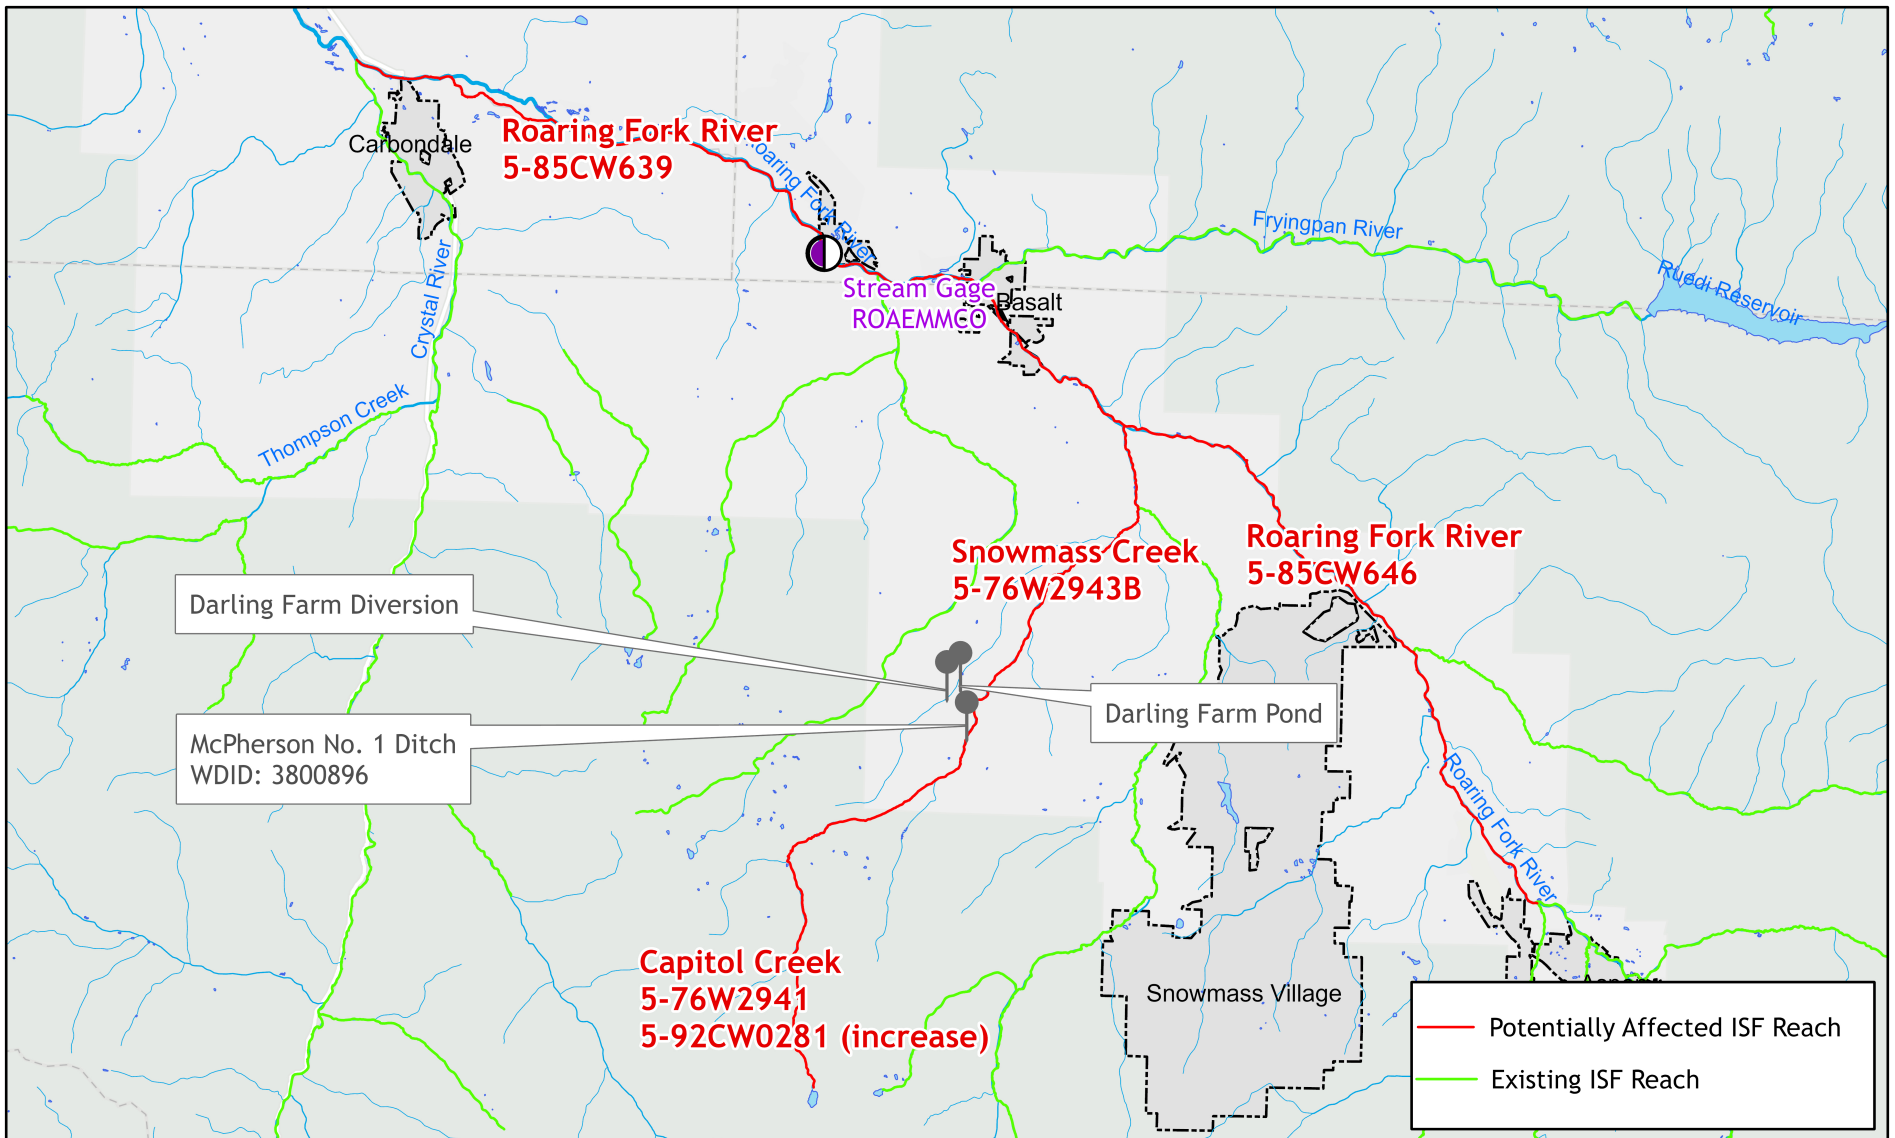 Roaring Fork River
5-85CW639
Carbondale
Roaring Fork River
Fryingpan River
Crystal River
Stream Gage
ROAEMMCO
Basalt
Ruedi Reservoir
Thompson Creek
Snowmass Creek
5-76W2943B
Roaring Fork River
5-85CW646
Darling Farm Diversion
Darling Farm Pond
McPherson No. 1 Ditch
WDID: 3800896
Roaring Fork River
Capitol Creek
5-76W2941
5-92CW0281 (increase)
Snowmass Village
Potentially Affected ISF Reach
Existing ISF Reach